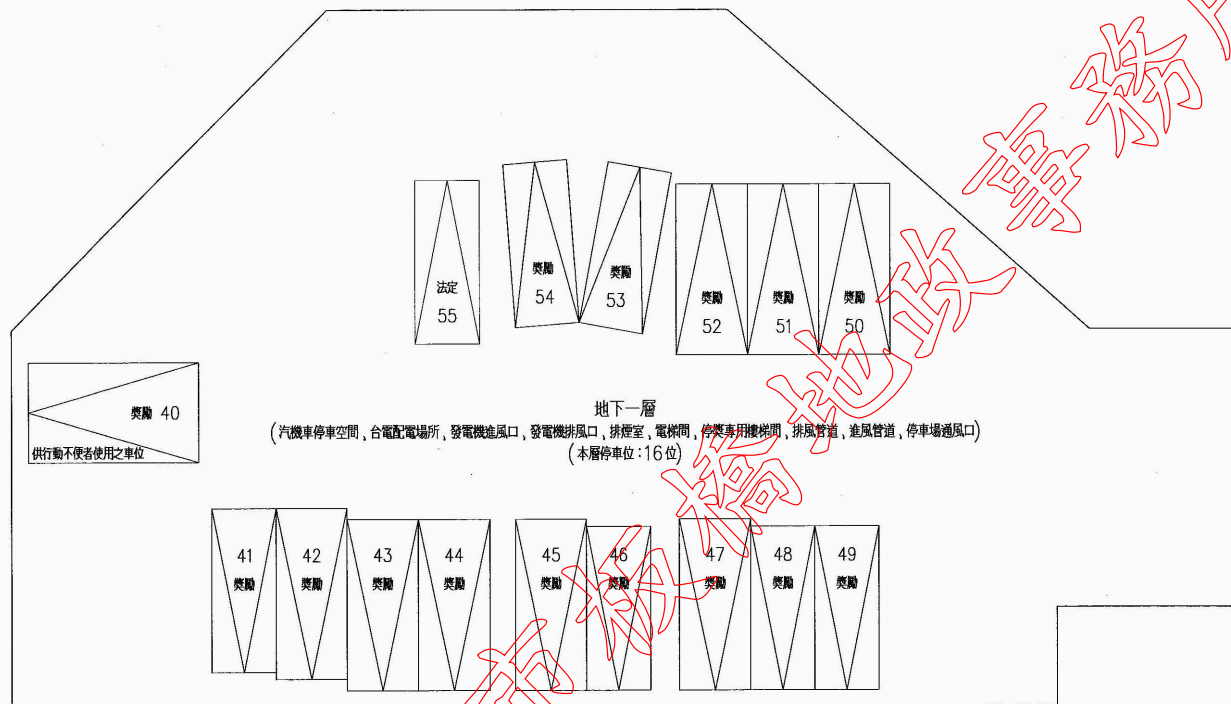 法定
55
獎勵
54
獎勵
53
獎勵
52
獎勵
51
獎勵
50
獎勵 40
供行動不便者使用之車位
地下一層
(汽機車停車空間、台電配電場所、發電機進風口、發電機排風口、排煙室、電梯間、停獎專用樓梯間、排風管道、進風管道、停車場通風口)
(本層停車位:16位)
41
獎勵
42
獎勵
43
獎勵
44
獎勵
45
獎勵
46
獎勵
47
獎勵
48
獎勵
49
獎勵
市板橋地政事務